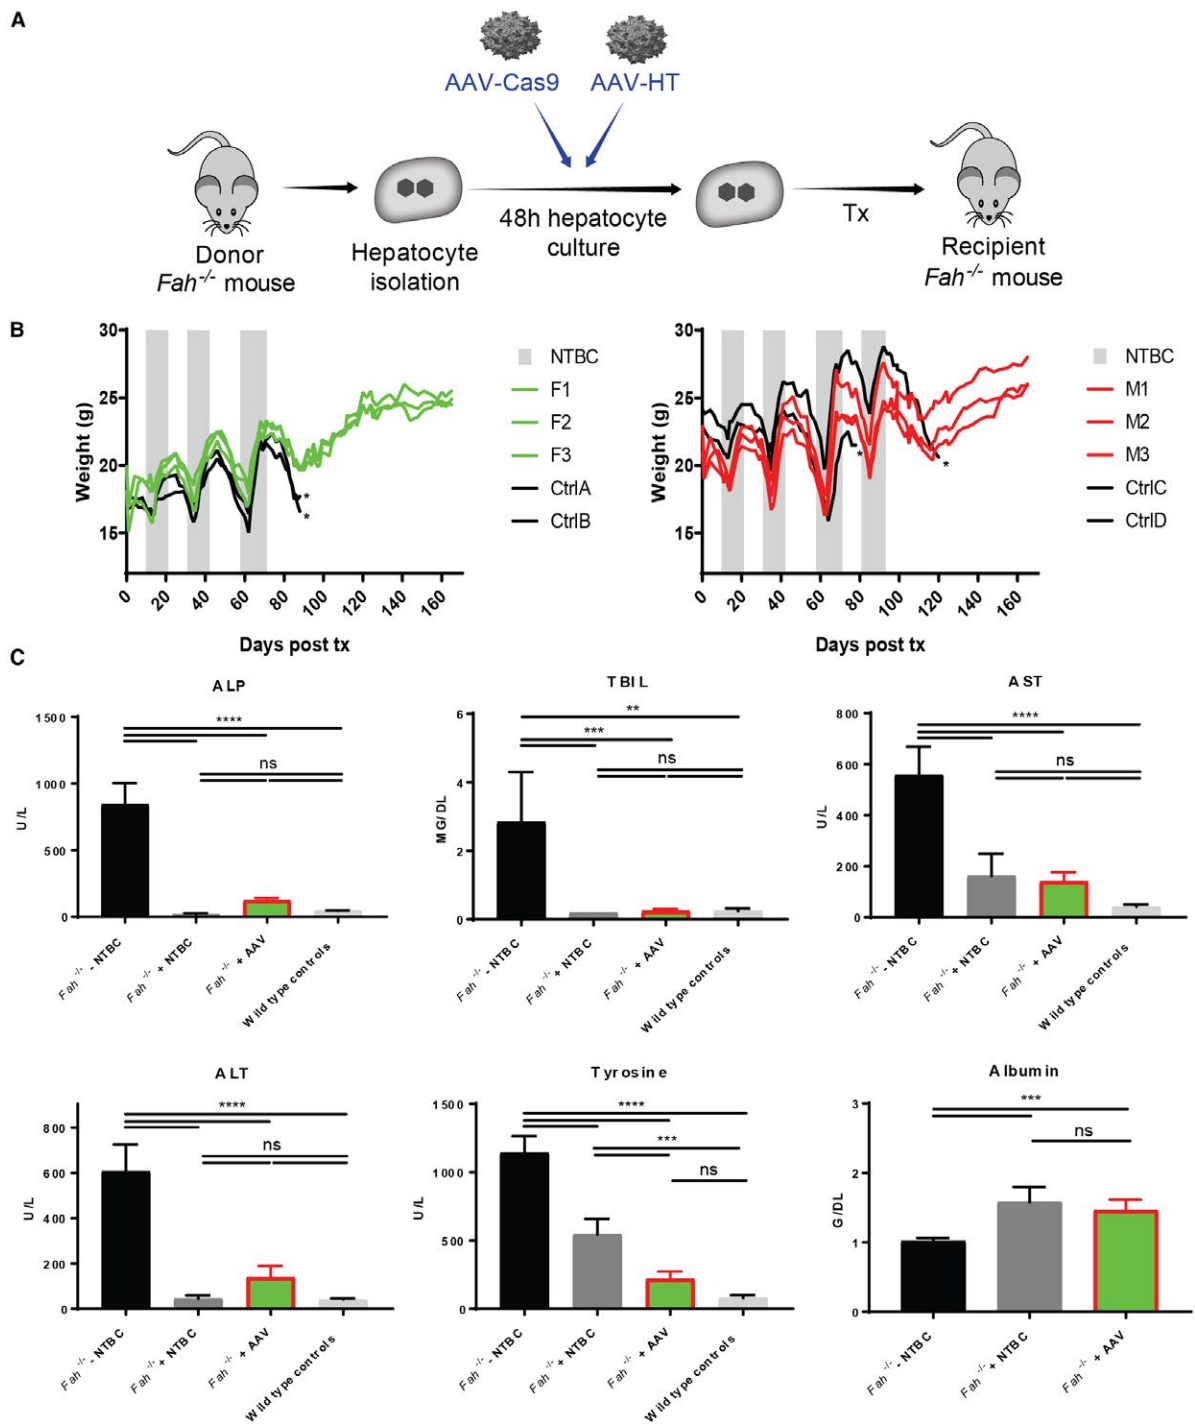 A
AAV-Cas9
AAV-HT
48h hepatocyte
culture
Tx
Donor
Fah-/- mouse
Hepatocyte
isolation
Recipient
Fah-/- mouse
B
30
25
20
15
Weight (g)
0 20 40 60 80 100 120 140 160
Days post tx
*
*
NTBC
F1
F2
F3
CtrlA
CtrlB
30
25
20
15
Weight (g)
0 20 40 60 80 100 120 140 160
Days post tx
*
*
NTBC
M1
M2
M3
CtrlC
CtrlD
C
ALP
1500
1000
500
0
U/L
****
ns
Fah-/- - NTBC
Fah-/- + NTBC
Fah-/- + AAV
Wild type controls
TBIL
6
4
2
0
MG/DL
**
***
ns
Fah-/- - NTBC
Fah-/- + NTBC
Fah-/- + AAV
Wild type controls
AST
800
600
400
200
0
U/L
****
ns
Fah-/- - NTBC
Fah-/- + NTBC
Fah-/- + AAV
Wild type controls
ALT
800
600
400
200
0
U/L
****
ns
Fah-/- - NTBC
Fah-/- + NTBC
Fah-/- + AAV
Wild type controls
Tyrosine
1500
1000
500
0
U/L
****
***
ns
Fah-/- - NTBC
Fah-/- + NTBC
Fah-/- + AAV
Wild type controls
Albumin
3
2
1
0
G/DL
***
ns
Fah-/- - NTBC
Fah-/- + NTBC
Fah-/- + AAV